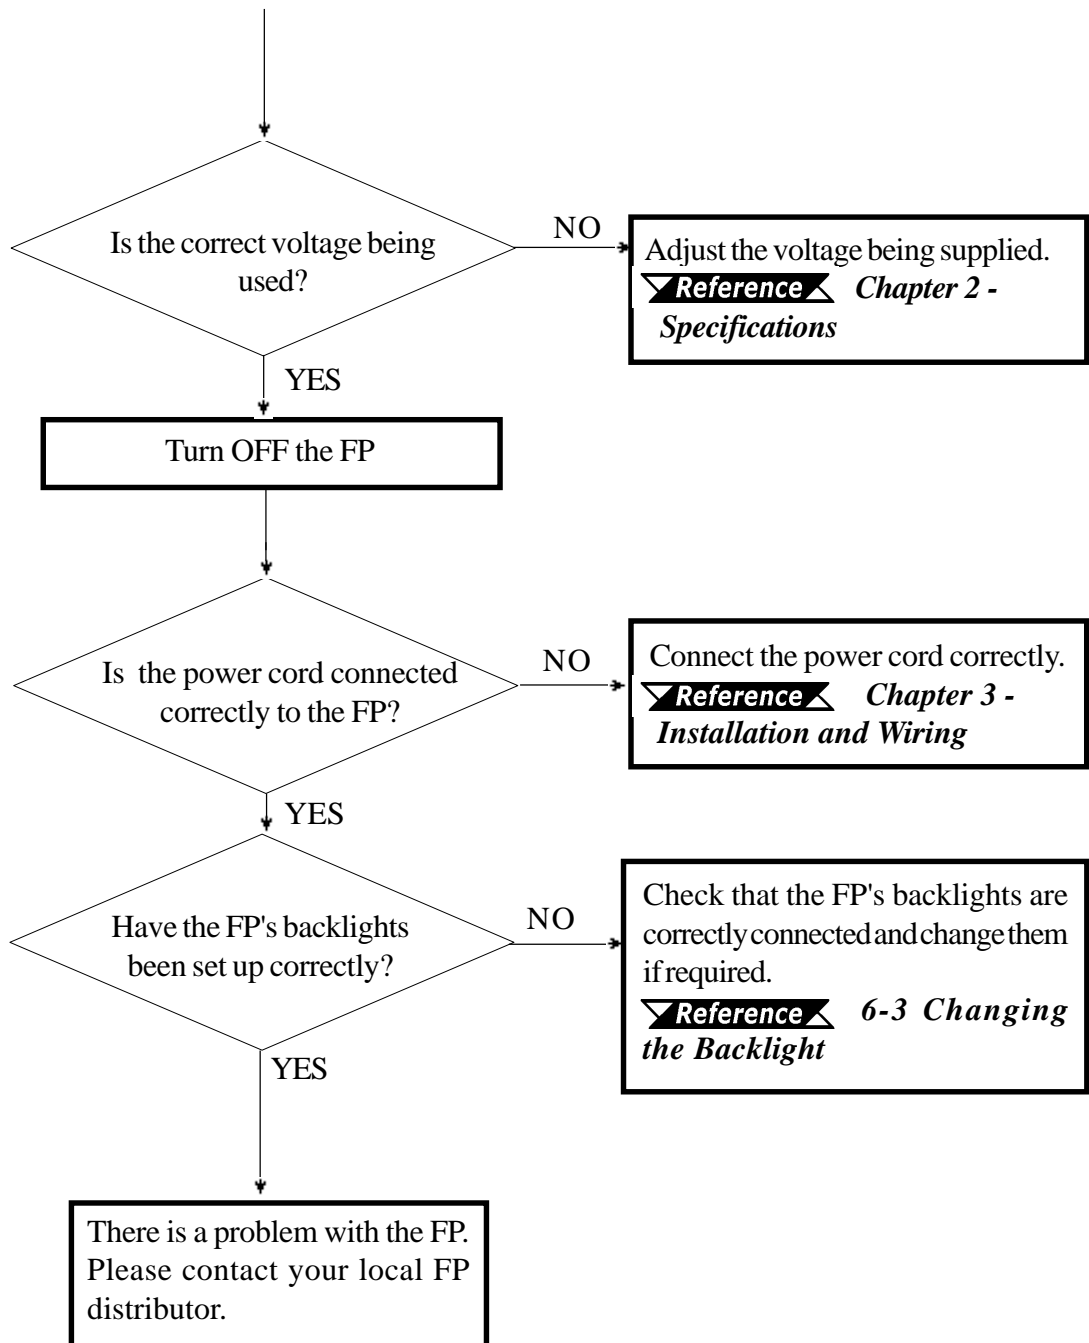 Is the correct voltage being
used?
NO
Adjust the voltage being supplied.
Reference Chapter 2 -
Specifications
YES
Turn OFF the FP
Is the power cord connected
correctly to the FP?
NO
Connect the power cord correctly.
Reference Chapter 3 -
Installation and Wiring
YES
Have the FP's backlights
been set up correctly?
NO
Check that the FP's backlights are
correctly connected and change them
if required.
Reference 6-3 Changing
the Backlight
YES
There is a problem with the FP.
Please contact your local FP
distributor.